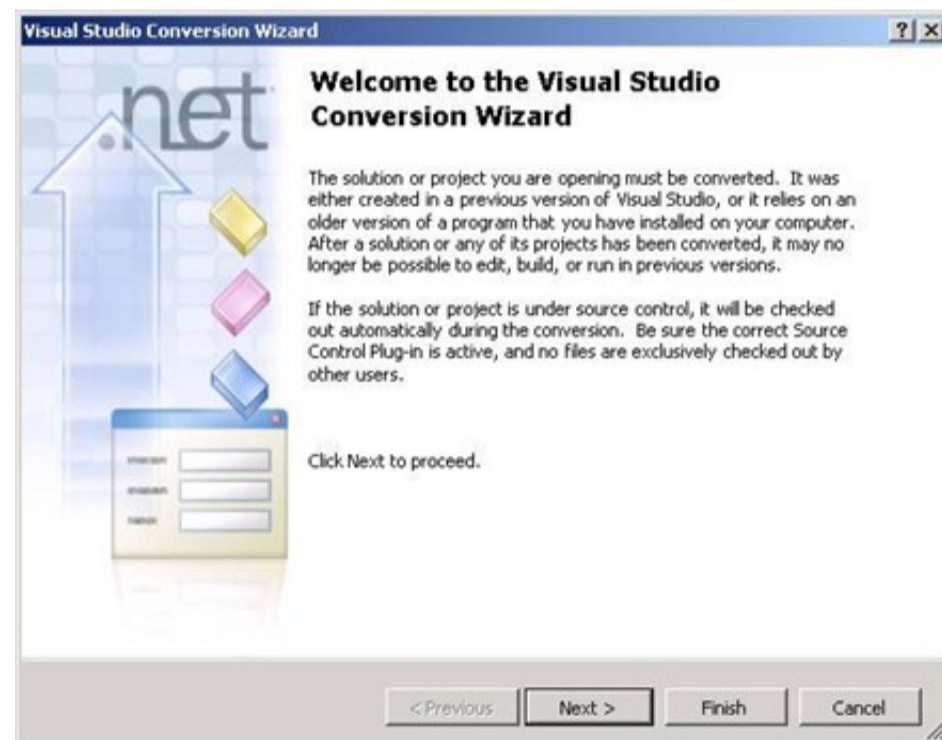 Visual Studio Conversion Wizard
.net
Welcome to the Visual Studio
Conversion Wizard
The solution or project you are opening must be converted. It was
either created in a previous version of Visual Studio, or it relies on an
older version of a program that you have installed on your computer.
After a solution or any of its projects has been converted, it may no
longer be possible to edit, build, or run in previous versions.
If the solution or project is under source control, it will be checked
out automatically during the conversion. Be sure the correct Source
Control Plug-in is active, and no files are exclusively checked out by
other users.
Click Next to proceed.
< Previous Next > Finish Cancel